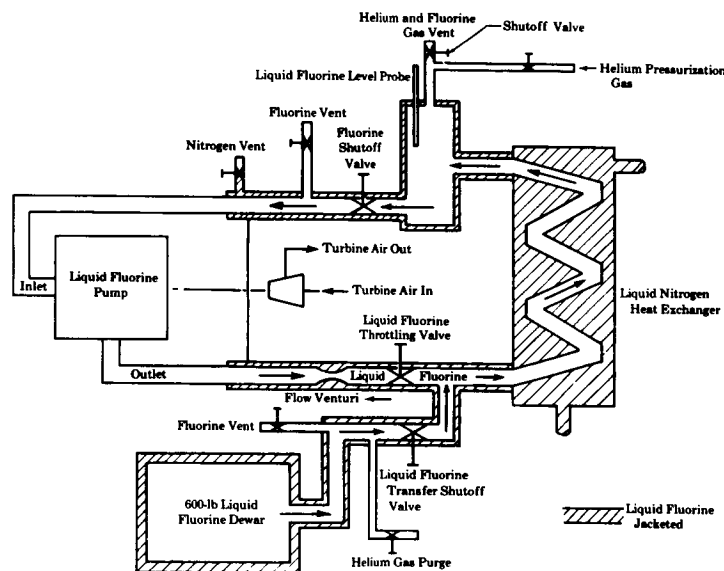 Helium and Fluorine
Gas Vent
Shutoff Valve
Liquid Fluorine Level Probe
Helium Pressurization
Gas
Fluorine Vent
Fluorine
Shutoff
Valve
Nitrogen Vent
Turbine Air Out
Liquid Fluorine
Pump
Inlet
Turbine Air In
Liquid Nitrogen
Heat Exchanger
Liquid Fluorine
Throttling Valve
Outlet
Liquid
Fluorine
Flow Venturi
Fluorine Vent
Liquid Fluorine
Transfer Shutoff
Valve
600-lb Liquid
Fluorine Dewar
Liquid Fluorine
Jacketed
Helium Gas Purge